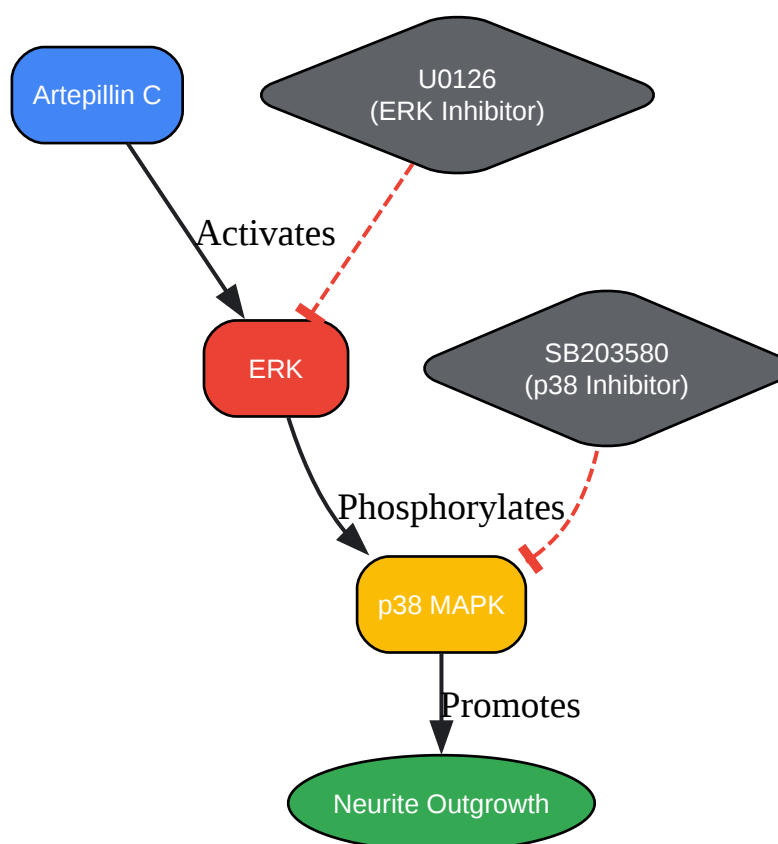 Artepillin C
U0126
(ERK Inhibitor)
Activates
ERK
SB203580
(p38 Inhibitor)
Phosphorylates
p38 MAPK
Promotes
Neurite Outgrowth